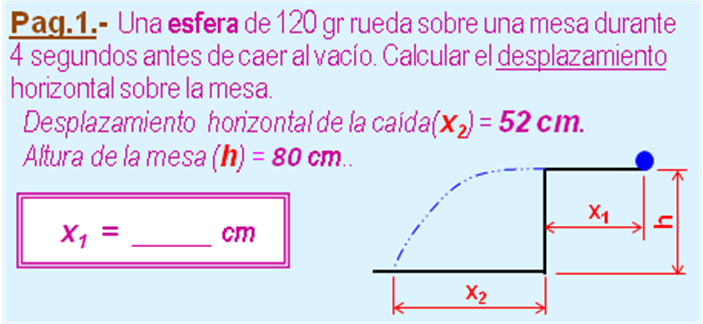 Pag.1.- Una esfera de 120 gr rueda sobre una mesa durante
4 segundos antes de caer al vacío. Calcular el desplazamiento
horizontal sobre la mesa.
Desplazamiento horizontal de la caída(x₂) = 52 cm.
Altura de la mesa (h) = 80 cm..
x₁ = ______ cm
x₁
h
x₂